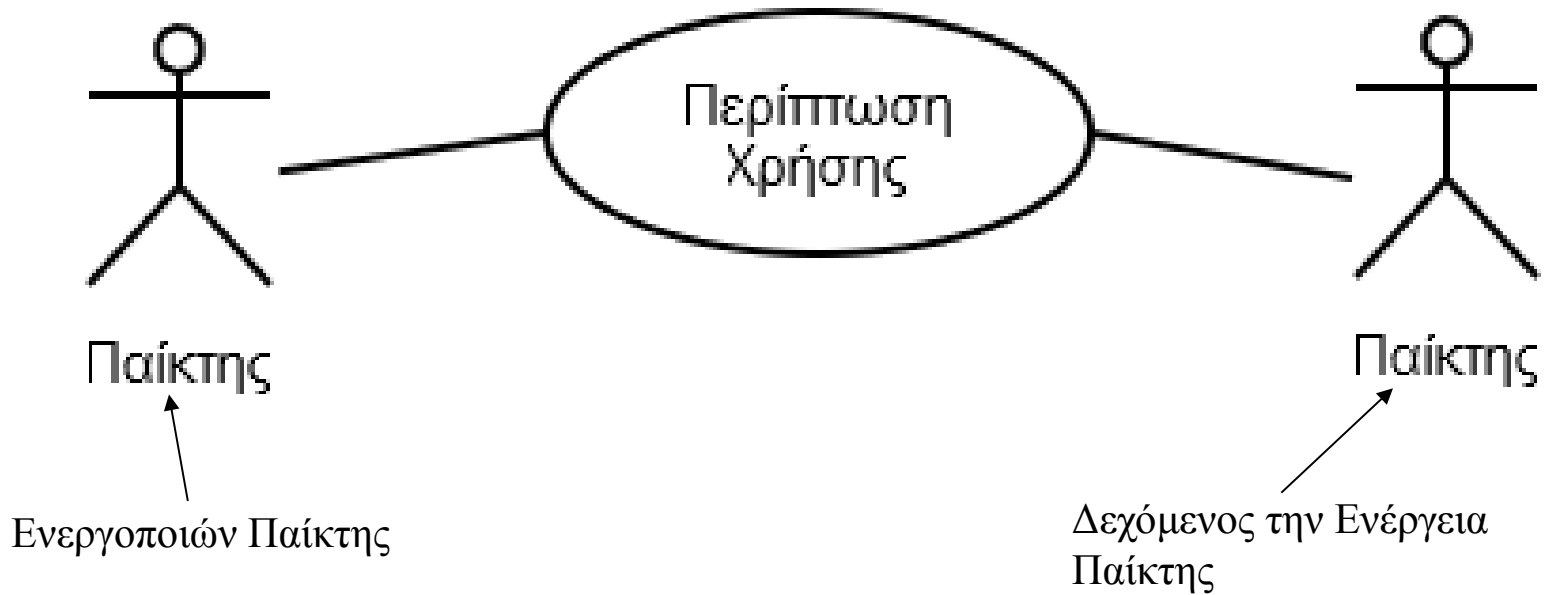 Περίπτωση
Χρήσης
Παίκτης
Παίκτης
Ενεργοποιών Παίκτης
Δεχόμενος την Ενέργεια
Παίκτης